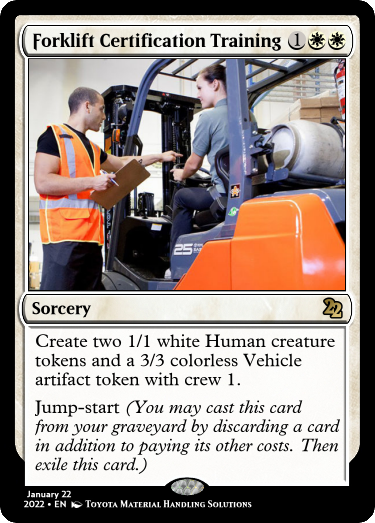 Forklift Certification Training 1
25
Sorcery
22
Create two 1/1 white Human creature
tokens and a 3/3 colorless Vehicle
artifact token with crew 1.
Jump-start (You may cast this card
from your graveyard by discarding a card
in addition to paying its other costs. Then
exile this card.)
January 22
2022 • EN Toyota Material Handling Solutions